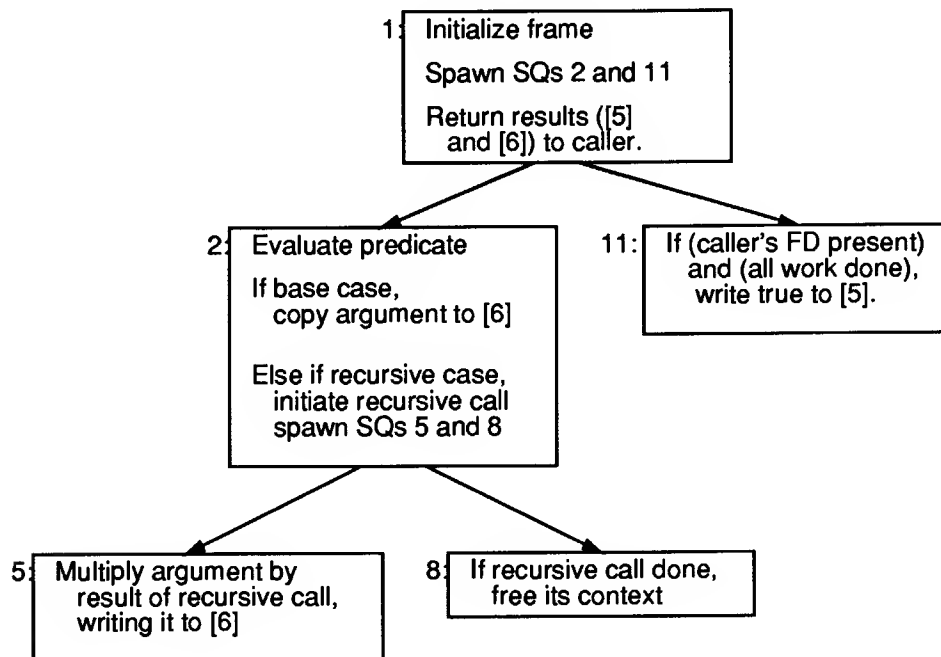 1: Initialize frame
Spawn SQs 2 and 11
Return results ([5]
and [6]) to caller.
2: Evaluate predicate
If base case,
copy argument to [6]
Else if recursive case,
initiate recursive call
spawn SQs 5 and 8
11: If (caller's FD present)
and (all work done),
write true to [5].
5: Multiply argument by
result of recursive call,
writing it to [6]
8: If recursive call done,
free its context